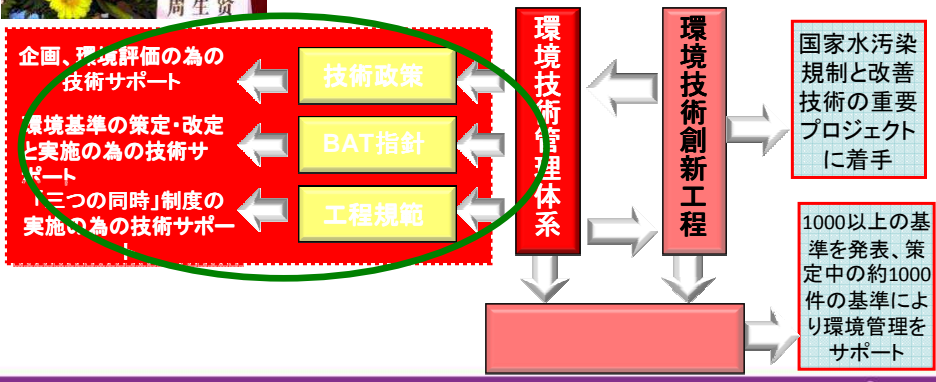 周生贤
企画、環境評価の為の
技術サポート
環境基準の策定・改定
と実施の為の技術サ
ポート
「三つの同時」制度の
実施の為の技術サポー
ト
技術政策
BAT指針
工程規範
環境技術管理体系
環境技術創新工程
国家水汚染
規制と改善
技術の重要
プロジェクト
に着手
1000以上の基
準を発表、策
定中の約1000
件の基準によ
り環境管理を
サポート